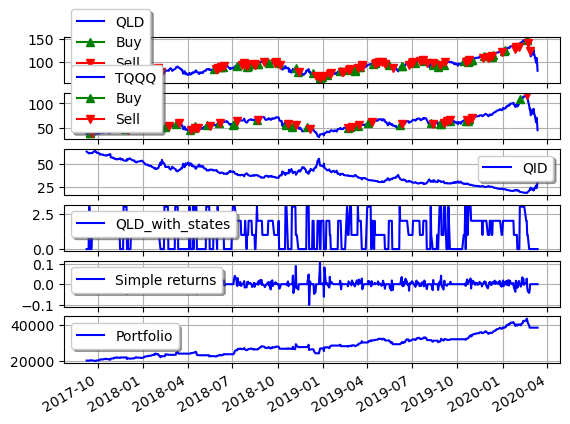 QLD
Buy
Sell
150
100
TQQQ
Buy
Sell
100
50
QID
50
25
QLD_with_states
2.5
0.0
Simple returns
0.1
0.0
−0.1
Portfolio
40000
20000
2017-10
2018-01
2018-04
2018-07
2018-10
2019-01
2019-04
2019-07
2019-10
2020-01
2020-04